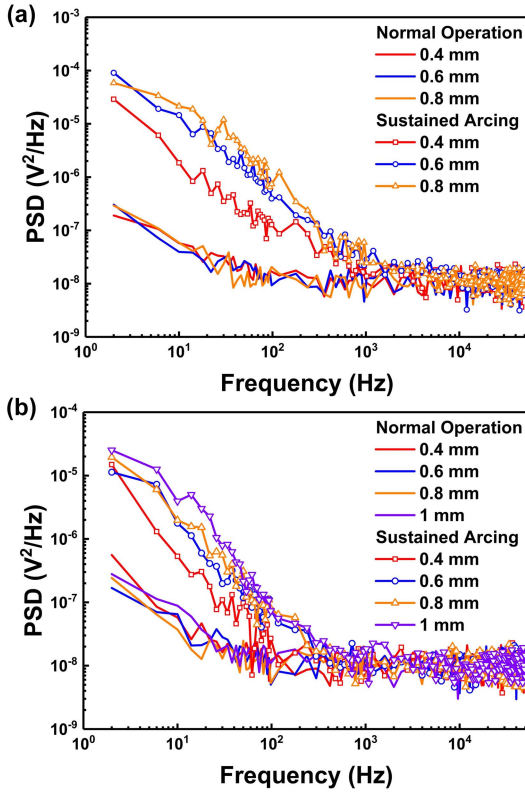 (a)
10⁻³
10⁻⁴
10⁻⁵
10⁻⁶
10⁻⁷
10⁻⁸
10⁻⁹
PSD (V²/Hz)
Normal Operation
0.4 mm
0.6 mm
0.8 mm
Sustained Arcing
0.4 mm
0.6 mm
0.8 mm
10⁰ 10¹ 10² 10³ 10⁴
Frequency (Hz)
(b)
10⁻⁴
10⁻⁵
10⁻⁶
10⁻⁷
10⁻⁸
10⁻⁹
PSD (V²/Hz)
Normal Operation
0.4 mm
0.6 mm
0.8 mm
1 mm
Sustained Arcing
0.4 mm
0.6 mm
0.8 mm
1 mm
10⁰ 10¹ 10² 10³ 10⁴
Frequency (Hz)